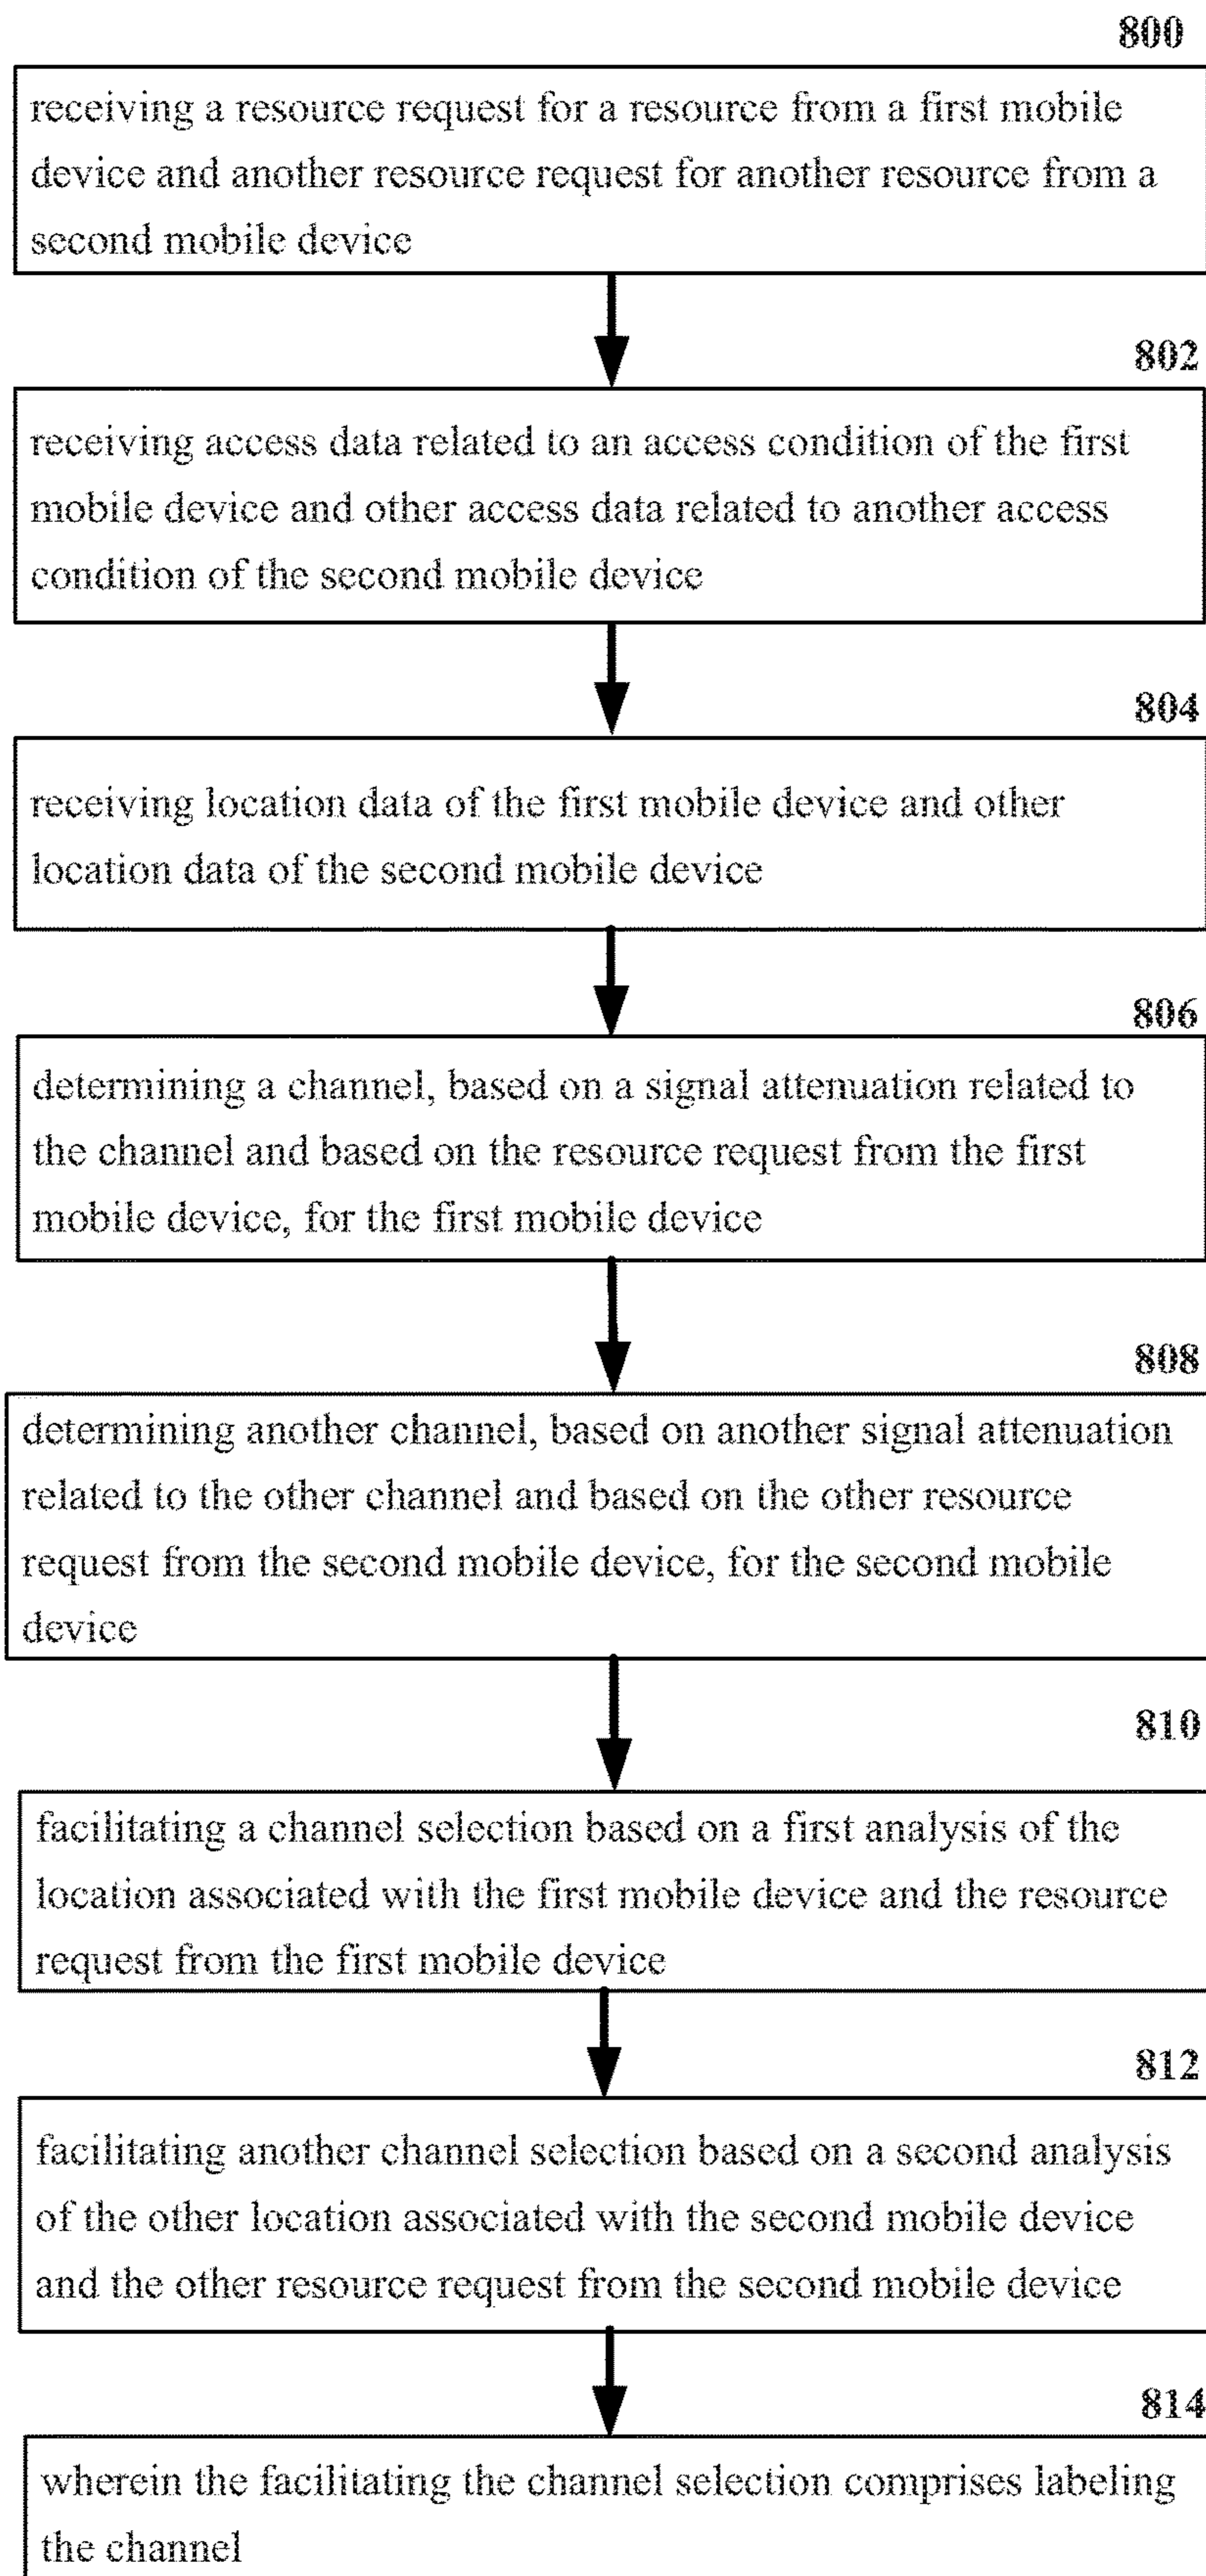 800
receiving a resource request for a resource from a first mobile
device and another resource request for another resource from a
second mobile device
802
receiving access data related to an access condition of the first
mobile device and other access data related to another access
condition of the second mobile device
804
receiving location data of the first mobile device and other
location data of the second mobile device
806
determining a channel, based on a signal attenuation related to
the channel and based on the resource request from the first
mobile device, for the first mobile device
808
determining another channel, based on another signal attenuation
related to the other channel and based on the other resource
request from the second mobile device, for the second mobile
device
810
facilitating a channel selection based on a first analysis of the
location associated with the first mobile device and the resource
request from the first mobile device
812
facilitating another channel selection based on a second analysis
of the other location associated with the second mobile device
and the other resource request from the second mobile device
814
wherein the facilitating the channel selection comprises labeling
the channel